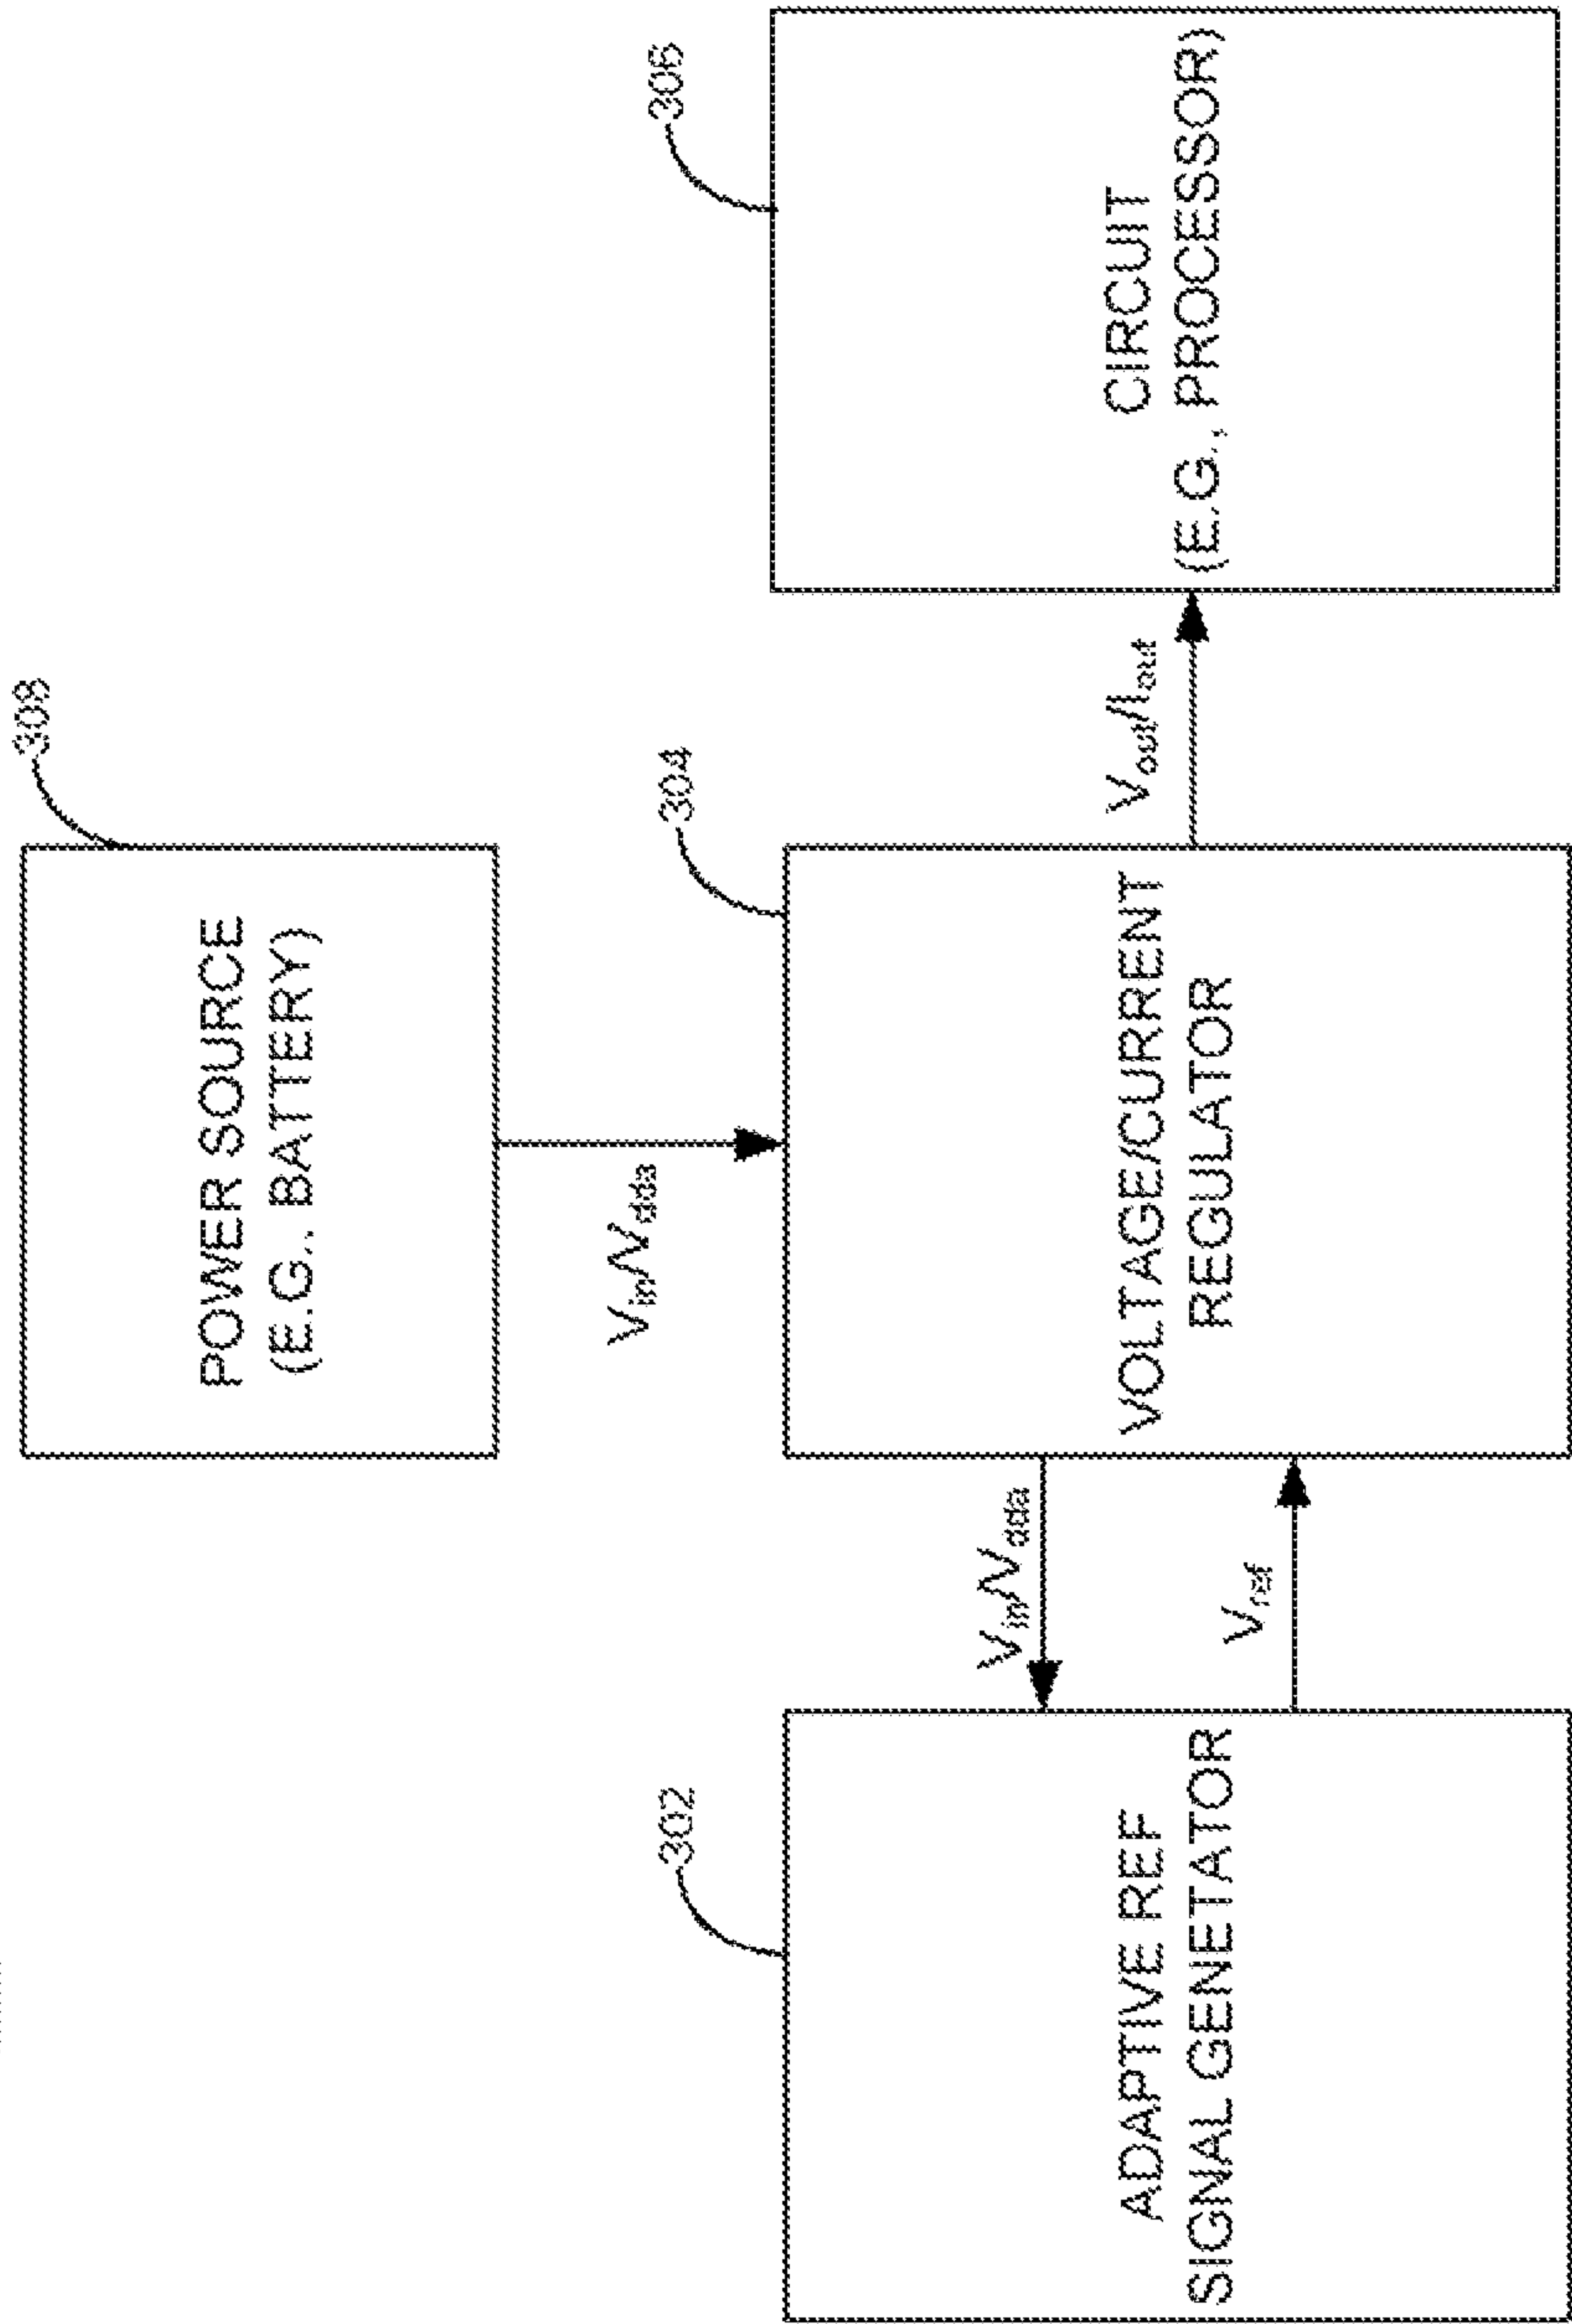 308
POWER SOURCE
(E.G., BATTERY)
Vin/Vdda
302
304
306
ADAPTIVE REF
SIGNAL GENETATOR
Vin/Vdda
Vref
VOLTAGE/CURRENT
REGULATOR
Vout/Iout
CIRCUIT
(E.G., PROCESSOR)